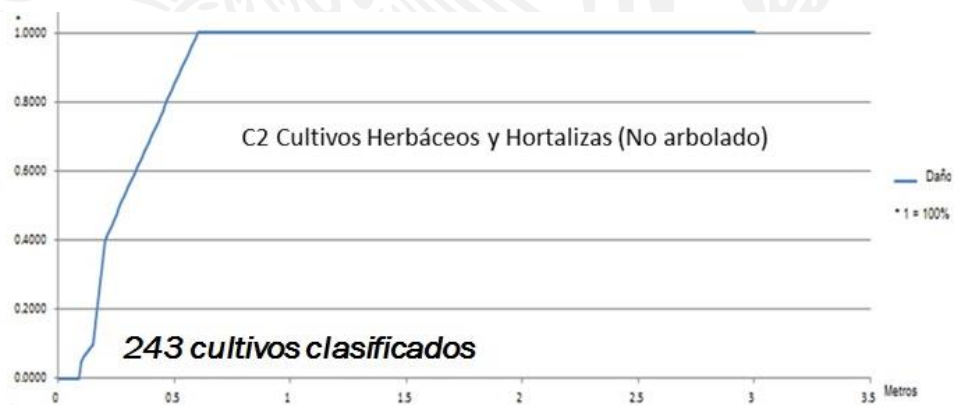 *
1.0000
0.8000
C2 Cultivos Herbáceos y Hortalizas (No arbolado)
0.6000
Daño
* 1 = 100%
0.4000
0.2000
243 cultivos clasificados
0.0000
0 0.5 1 1.5 2 2.5 3 3.5 Metros